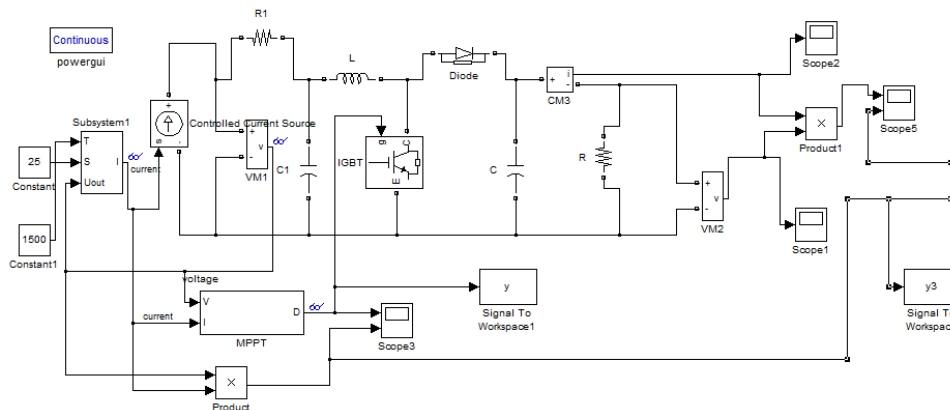 Continuous
powergui
R1
L
Diode
Scope2
+
i
-
CM3
Product1
Scope5
Subsystem1
T
S
Uout
I
current
25
Constant
1500
Constant1
+
s
-
Controlled Current Source
+
v
-
VM1
C1
IGBT
g
C
E
C
R
+
v
-
VM2
Scope1
voltage
V
I
D
MPPT
current
Scope3
y
Signal To
Workspace1
y3
Signal To
Workspac
Product